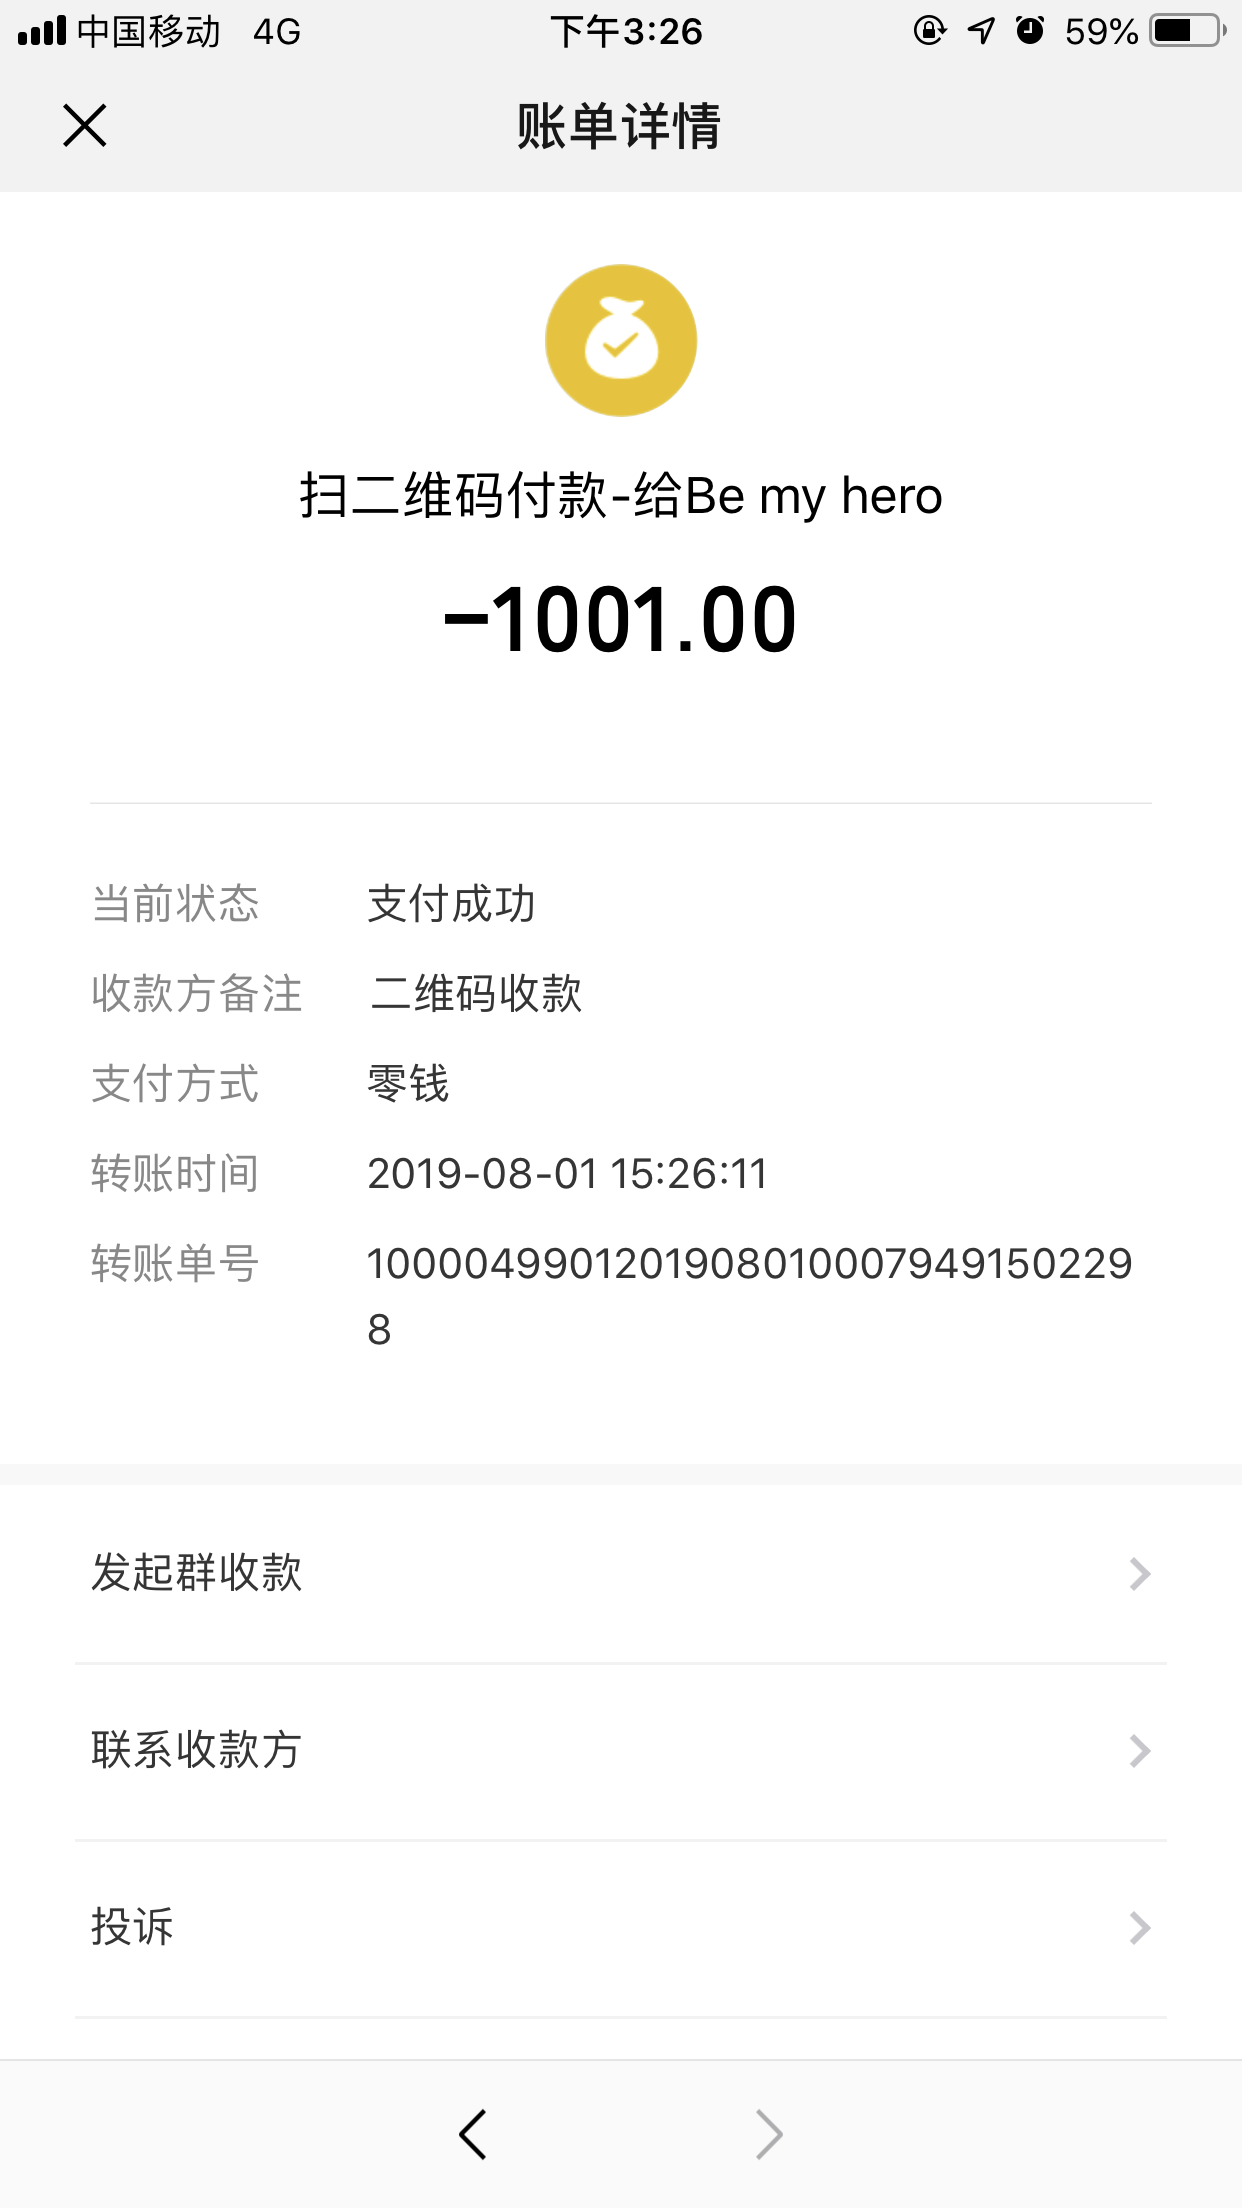 中国移动 4G 下午3:26 59%
账单详情
扫二维码付款-给Be my hero
-1001.00
当前状态 支付成功
收款方备注 二维码收款
支付方式 零钱
转账时间 2019-08-01 15:26:11
转账单号 100004990120190801000794915022​9
8
发起群收款
联系收款方
投诉